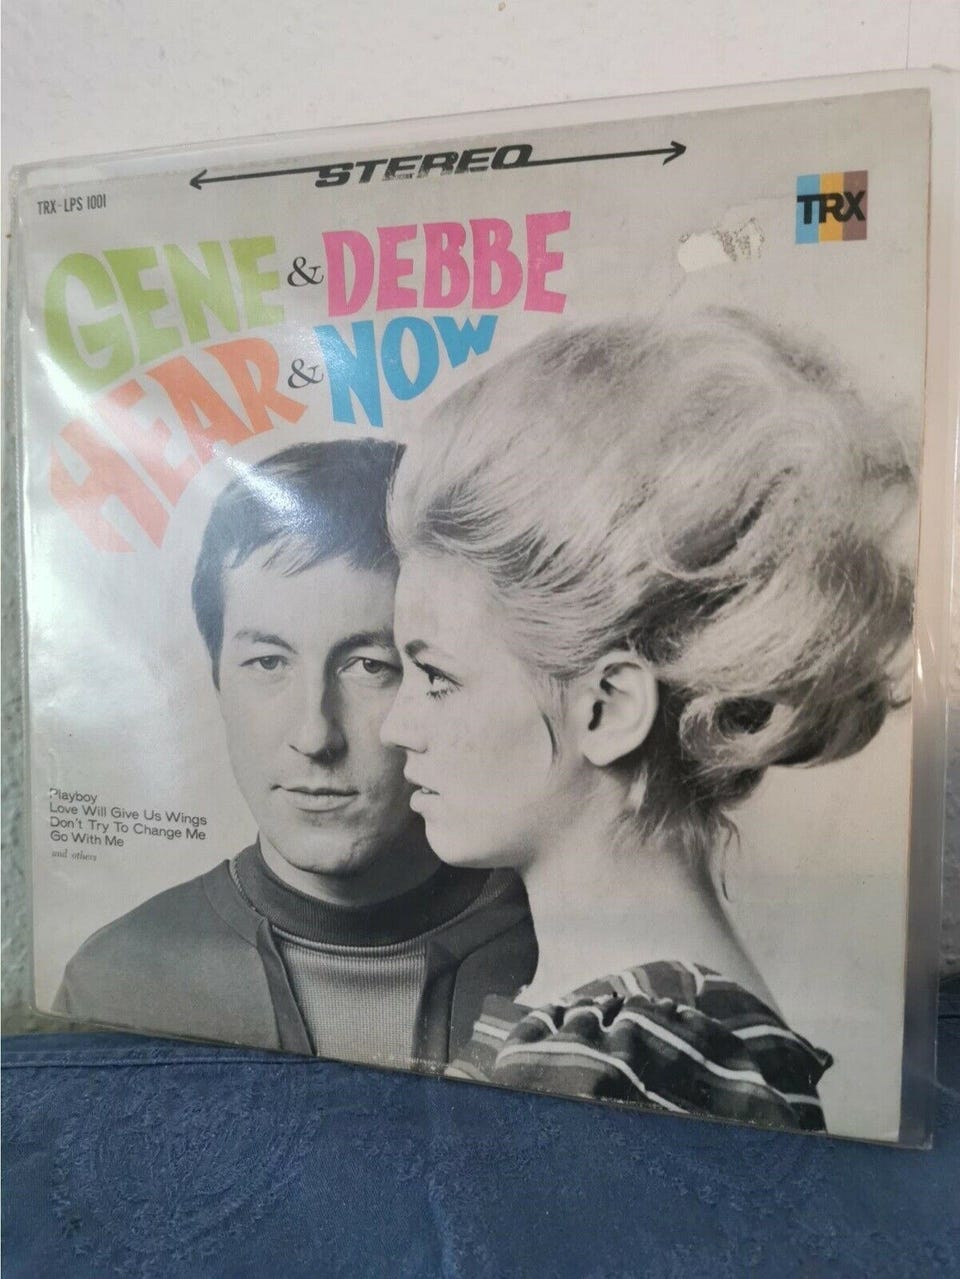 STEREO
TRX-LPS 1001
TRX
GENE & DEBBE
HEAR & NOW
Playboy
Love Will Give Us Wings
Don't Try To Change Me
Go With Me
and others